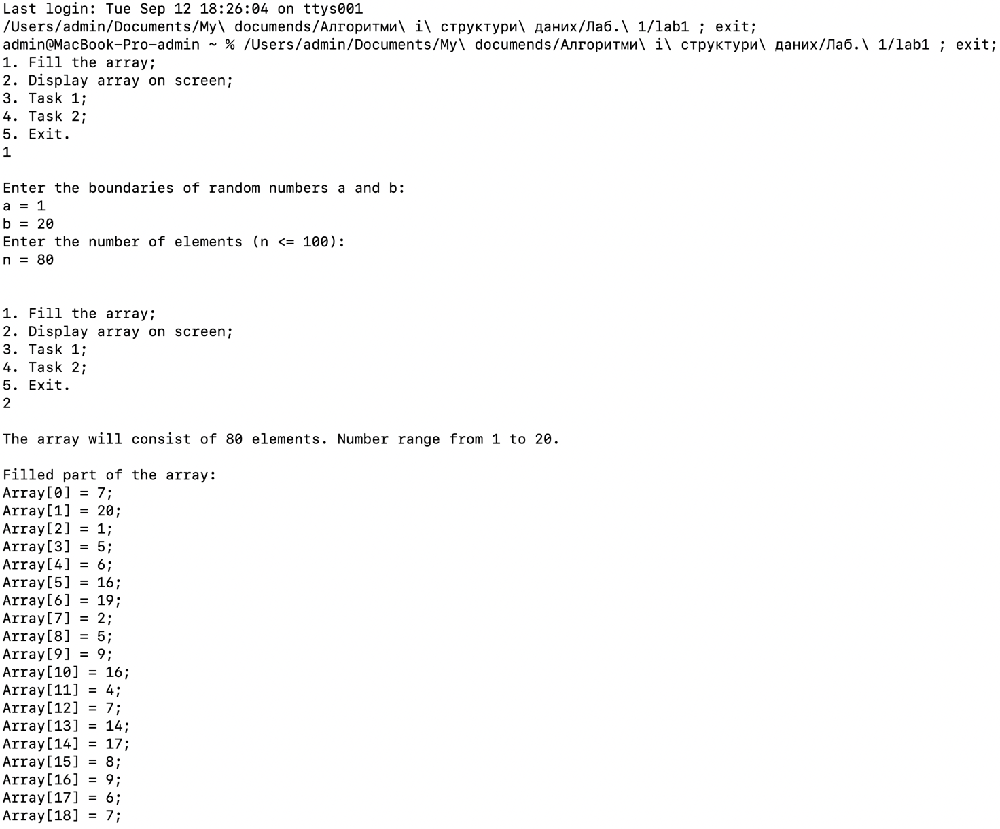 Last login: Tue Sep 12 18:26:04 on ttys001
/Users/admin/Documents/My\ documends/Алгоритми\ і\ структури\ даних/Лаб.\ 1/lab1 ; exit;
admin@MacBook-Pro-admin ~ % /Users/admin/Documents/My\ documends/Алгоритми\ і\ структури\ даних/Лаб.\ 1/lab1 ; exit;
1. Fill the array;
2. Display array on screen;
3. Task 1;
4. Task 2;
5. Exit.
1
Enter the boundaries of random numbers a and b:
a = 1
b = 20
Enter the number of elements (n <= 100):
n = 80
1. Fill the array;
2. Display array on screen;
3. Task 1;
4. Task 2;
5. Exit.
2
The array will consist of 80 elements. Number range from 1 to 20.
Filled part of the array:
Array[0] = 7;
Array[1] = 20;
Array[2] = 1;
Array[3] = 5;
Array[4] = 6;
Array[5] = 16;
Array[6] = 19;
Array[7] = 2;
Array[8] = 5;
Array[9] = 9;
Array[10] = 16;
Array[11] = 4;
Array[12] = 7;
Array[13] = 14;
Array[14] = 17;
Array[15] = 8;
Array[16] = 9;
Array[17] = 6;
Array[18] = 7;